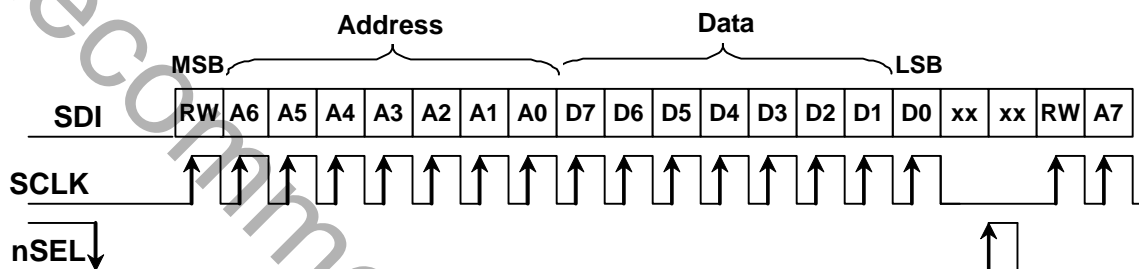 Address Data
MSB LSB
SDI RW A6 A5 A4 A3 A2 A1 A0 D7 D6 D5 D4 D3 D2 D1 D0 xx xx RW A7
SCLK
nSEL
ecomme